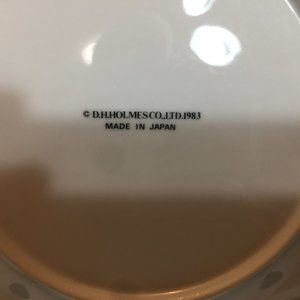 © D.H.HOLMES CO., LTD.1983
MADE IN JAPAN